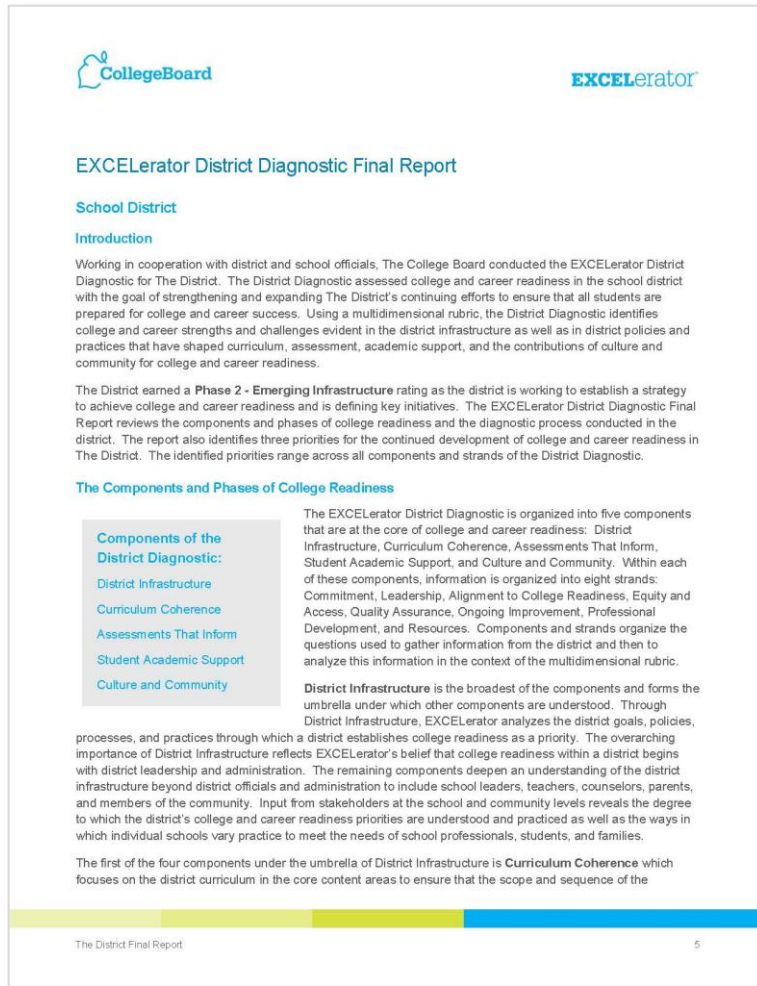 CollegeBoard
EXCELerator™
EXCELerator District Diagnostic Final Report
School District
Introduction
Working in cooperation with district and school officials, The College Board conducted the EXCELerator District
Diagnostic for The District. The District Diagnostic assessed college and career readiness in the school district
with the goal of strengthening and expanding The District's continuing efforts to ensure that all students are
prepared for college and career success. Using a multidimensional rubric, the District Diagnostic identifies
college and career strengths and challenges evident in the district infrastructure as well as in district policies and
practices that have shaped curriculum, assessment, academic support, and the contributions of culture and
community for college and career readiness.
The District earned a Phase 2 - Emerging Infrastructure rating as the district is working to establish a strategy
to achieve college and career readiness and is defining key initiatives. The EXCELerator District Diagnostic Final
Report reviews the components and phases of college readiness and the diagnostic process conducted in the
district. The report also identifies three priorities for the continued development of college and career readiness in
The District. The identified priorities range across all components and strands of the District Diagnostic.
The Components and Phases of College Readiness
Components of the
District Diagnostic:
District Infrastructure
Curriculum Coherence
Assessments That Inform
Student Academic Support
Culture and Community
The EXCELerator District Diagnostic is organized into five components
that are at the core of college and career readiness: District
Infrastructure, Curriculum Coherence, Assessments That Inform,
Student Academic Support, and Culture and Community. Within each
of these components, information is organized into eight strands:
Commitment, Leadership, Alignment to College Readiness, Equity and
Access, Quality Assurance, Ongoing Improvement, Professional
Development, and Resources. Components and strands organize the
questions used to gather information from the district and then to
analyze this information in the context of the multidimensional rubric.
District Infrastructure is the broadest of the components and forms the
umbrella under which other components are understood. Through
District Infrastructure, EXCELerator analyzes the district goals, policies,
processes, and practices through which a district establishes college readiness as a priority. The overarching
importance of District Infrastructure reflects EXCELerator's belief that college readiness within a district begins
with district leadership and administration. The remaining components deepen an understanding of the district
infrastructure beyond district officials and administration to include school leaders, teachers, counselors, parents,
and members of the community. Input from stakeholders at the school and community levels reveals the degree
to which the district's college and career readiness priorities are understood and practiced as well as the ways in
which individual schools vary practice to meet the needs of school professionals, students, and families.
The first of the four components under the umbrella of District Infrastructure is Curriculum Coherence which
focuses on the district curriculum in the core content areas to ensure that the scope and sequence of the
The District Final Report
5